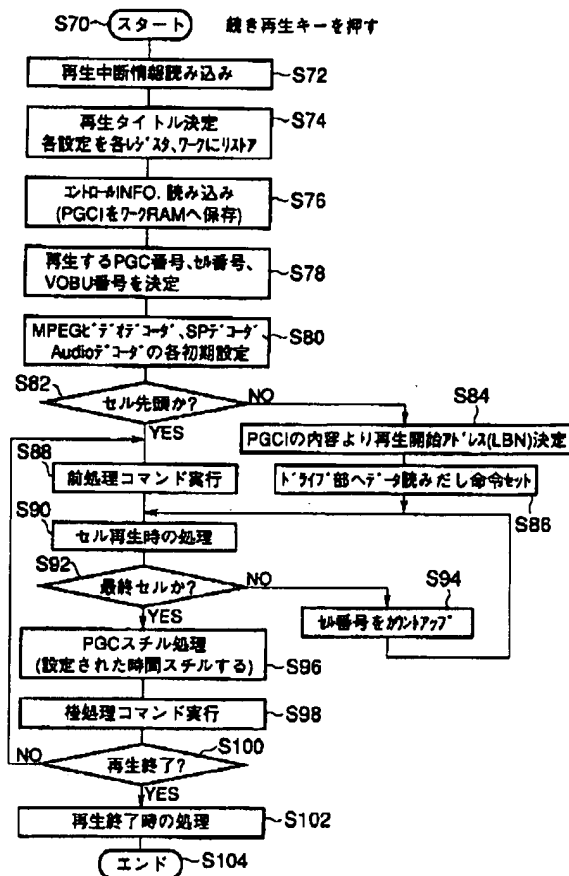 S70 スタート 続き再生キーを押す
再生中断情報読み込み S72
再生タイトル決定 S74
各設定を各レジスタ、ワークにリストア
コントロールINFO. 読み込み S76
(PGCIをワークRAMへ保存)
再生するPGC番号、セル番号、 S78
VOBU番号を決定
MPEGビデオデコーダ、SPデコーダ S80
Audioデコーダの各初期設定
S82 セル先頭か? NO
YES
S84
PGCIの内容より再生開始アドレス(LBN)決定
S88
前処理コマンド実行
ドライブ部へデータ読みだし命令セット
S86
S90
セル再生時の処理
S92
最終セルか? NO
YES
S94
セル番号をカウントアップ
PGCスチル処理
(設定された時間スチルする) S96
後処理コマンド実行 S98
S100
NO 再生終了?
YES
再生終了時の処理 S102
エンド S104